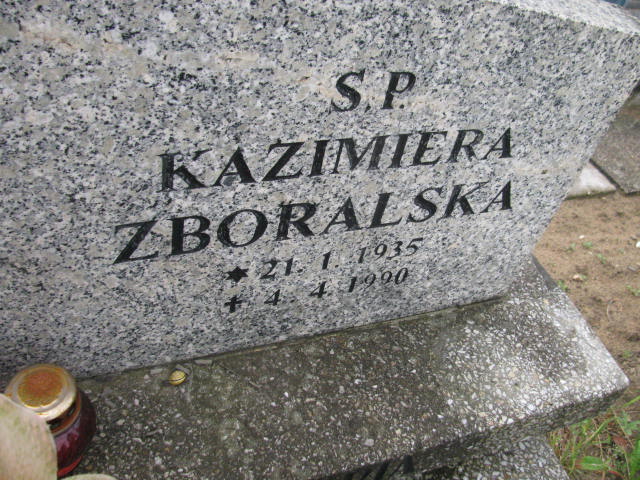 S.P.
KAZIMIERA
ZBORALSKA
* 21. 1. 1935
✝ 4. 4. 1990